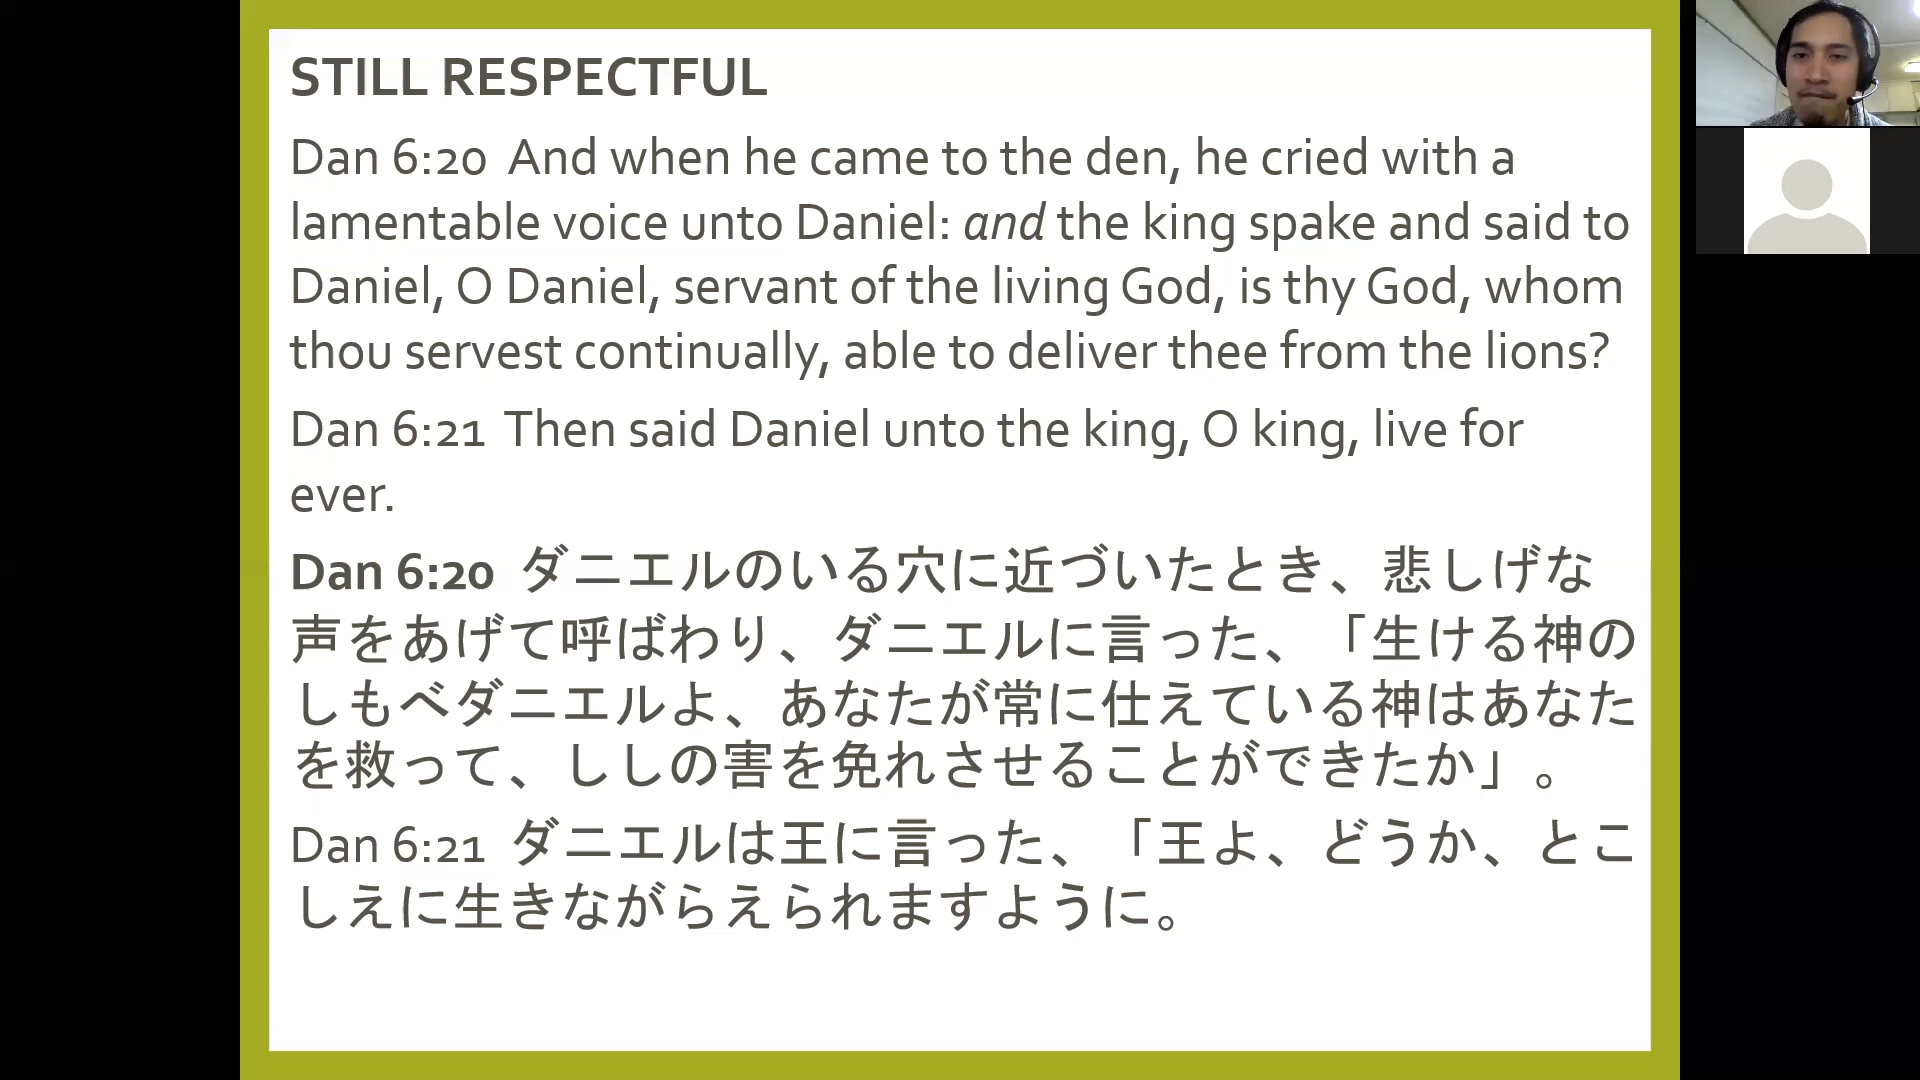 STILL RESPECTFUL
Dan 6:20 And when he came to the den, he cried with a
lamentable voice unto Daniel: and the king spake and said to
Daniel, O Daniel, servant of the living God, is thy God, whom
thou servest continually, able to deliver thee from the lions?
Dan 6:21 Then said Daniel unto the king, O king, live for
ever.
Dan 6:20 ダニエルのいる穴に近づいたとき、悲しげな
声をあげて呼ばわり、ダニエルに言った、「生ける神の
しもべダニエルよ、あなたが常に仕えている神はあなた
を救って、ししの害を免れさせることができたか」。
Dan 6:21 ダニエルは王に言った、「王よ、どうか、とこ
しえに生きながらえられますように。